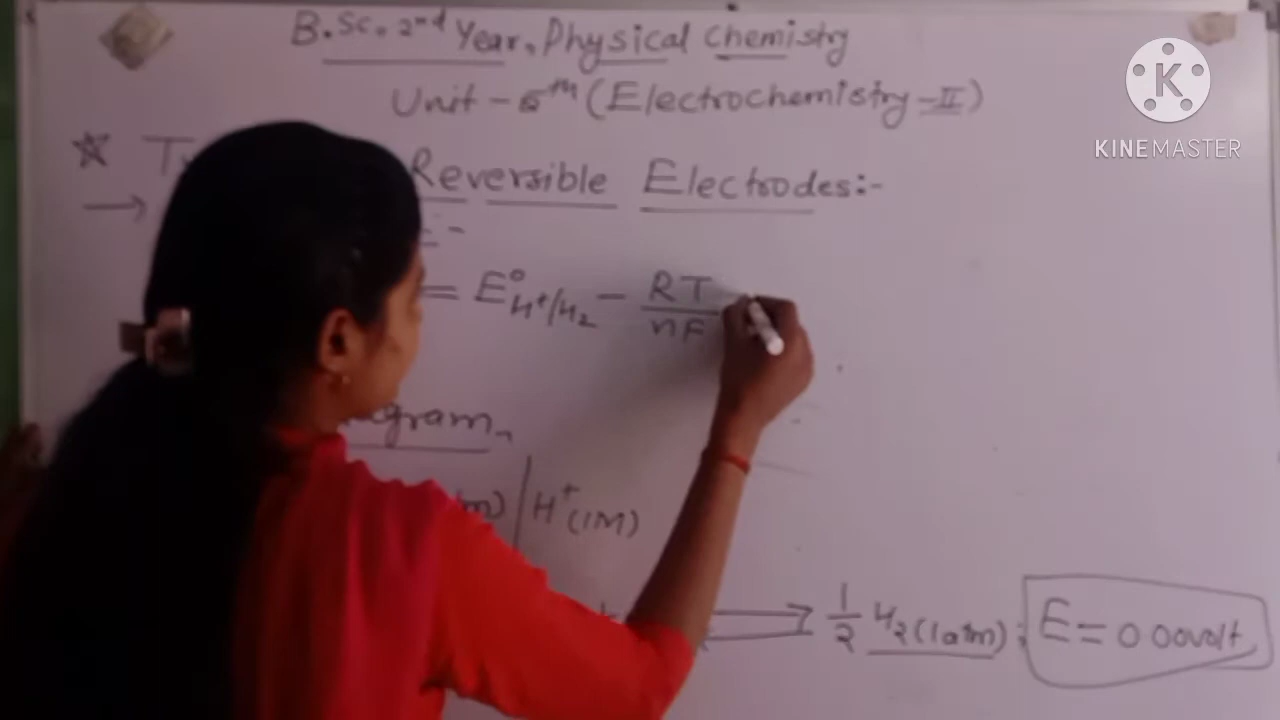 B.Sc. 2nd Year, Physical Chemistry
Unit - 5th (Electrochemistry-II)
Reversible Electrodes:-
= E°H+/H2 - RT/nF
gram,
m) | H+(1M)
1/2 H2(1atm); E = 0.00volt
K
KINEMASTER